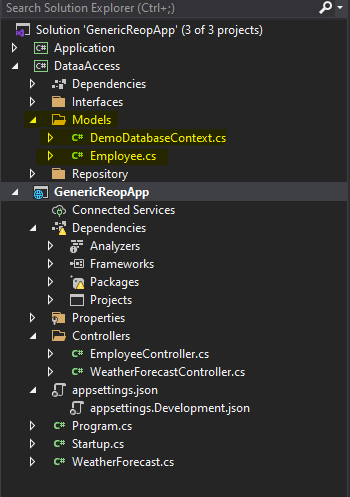 Search Solution Explorer (Ctrl+;)
Solution 'GenericReopApp' (3 of 3 projects)
C# Application
C# DataaAccess
Dependencies
Interfaces
Models
C# DemoDatabaseContext.cs
C# Employee.cs
Repository
GenericReopApp
Connected Services
Dependencies
Analyzers
Frameworks
Packages
Projects
Properties
Controllers
C# EmployeeController.cs
C# WeatherForecastController.cs
appsettings.json
appsettings.Development.json
C# Program.cs
C# Startup.cs
C# WeatherForecast.cs